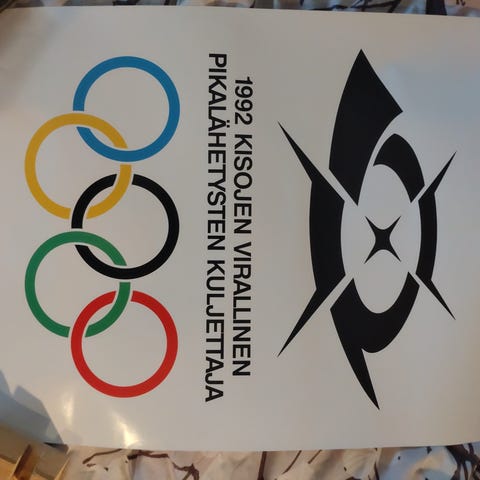 1992 KISOJEN VIRALLINEN
PIKALÄHETYSTEN KULJETTAJA